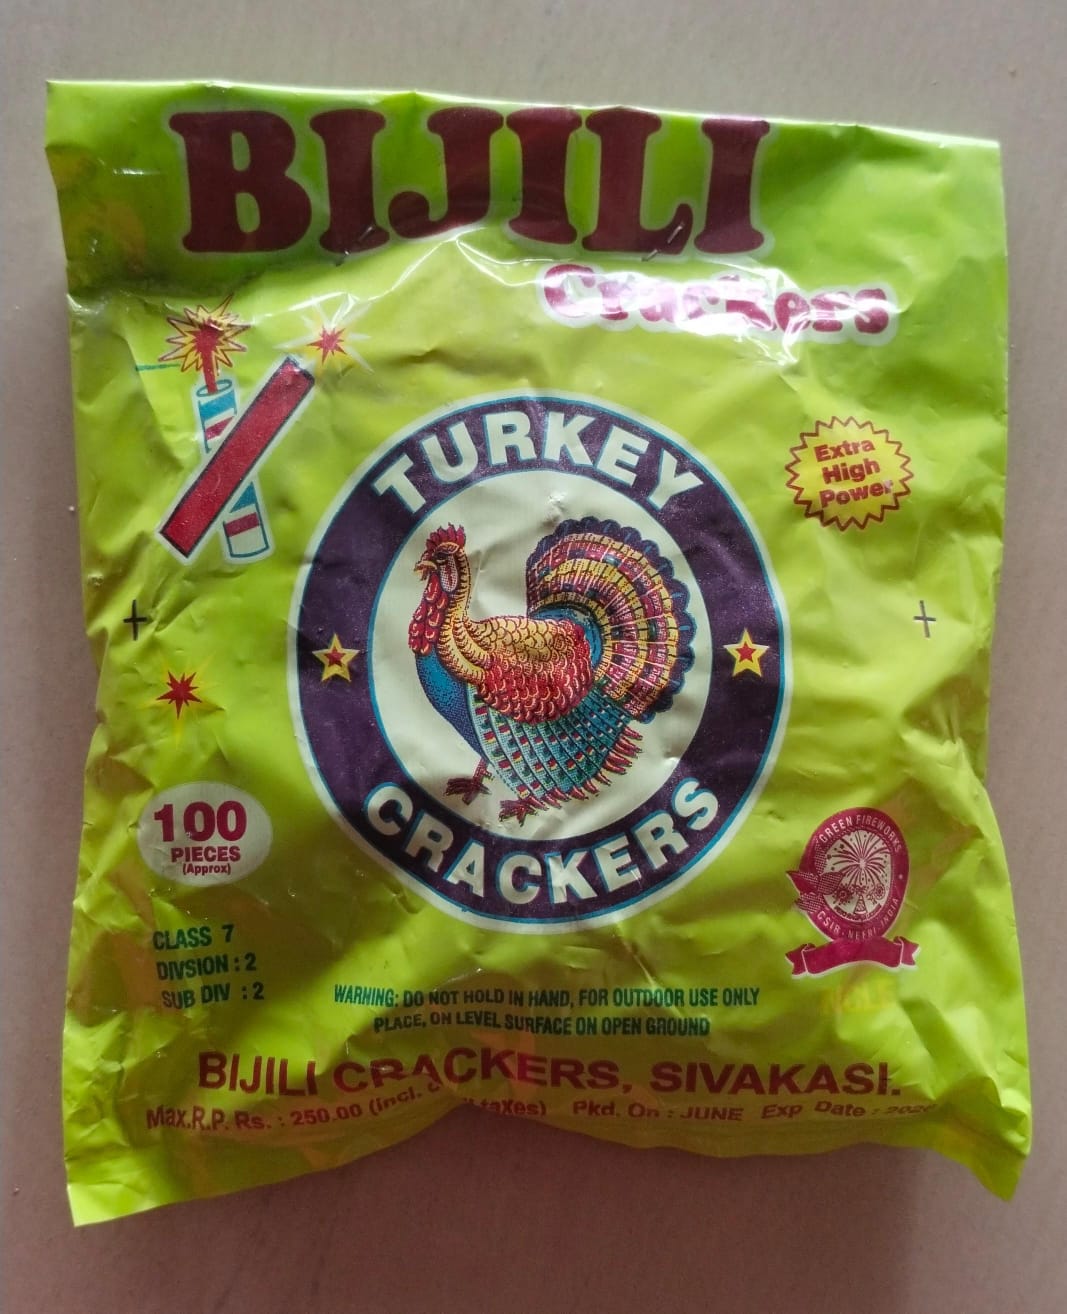 BIJILI
Crackers
TURKEY
Extra
High
Power
CRACKERS
100
PIECES
(Approx)
GREEN FIREWORKS
CSIR-NEERI INDIA
CLASS 7
DIVSION : 2
SUB DIV : 2
WARNING: DO NOT HOLD IN HAND, FOR OUTDOOR USE ONLY
PLACE, ON LEVEL SURFACE ON OPEN GROUND
BIJILI CRACKERS, SIVAKASI.
Max.R.P. Rs. : 250.00 (incl. taxes) Pkd. On : JUNE Exp Date :